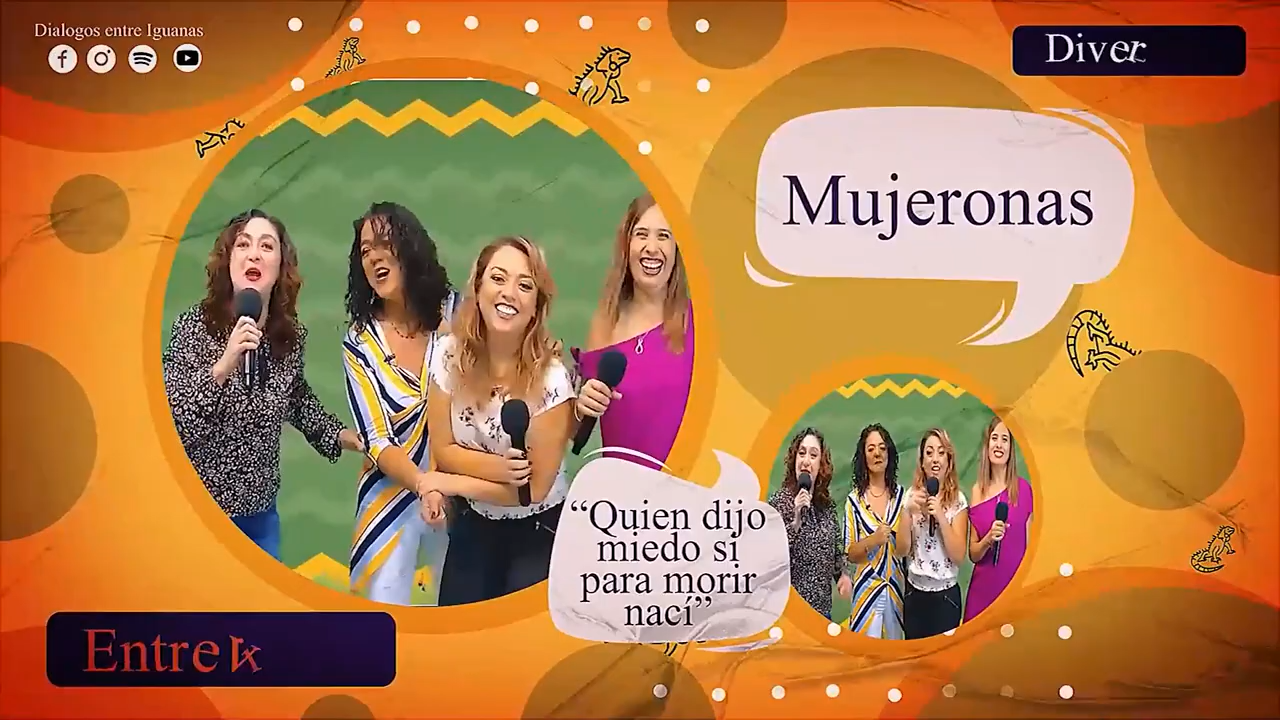 Dialogos entre Iguanas
Diver
Mujeronas
“Quien dijo
miedo si
para morir
nací”
Entre